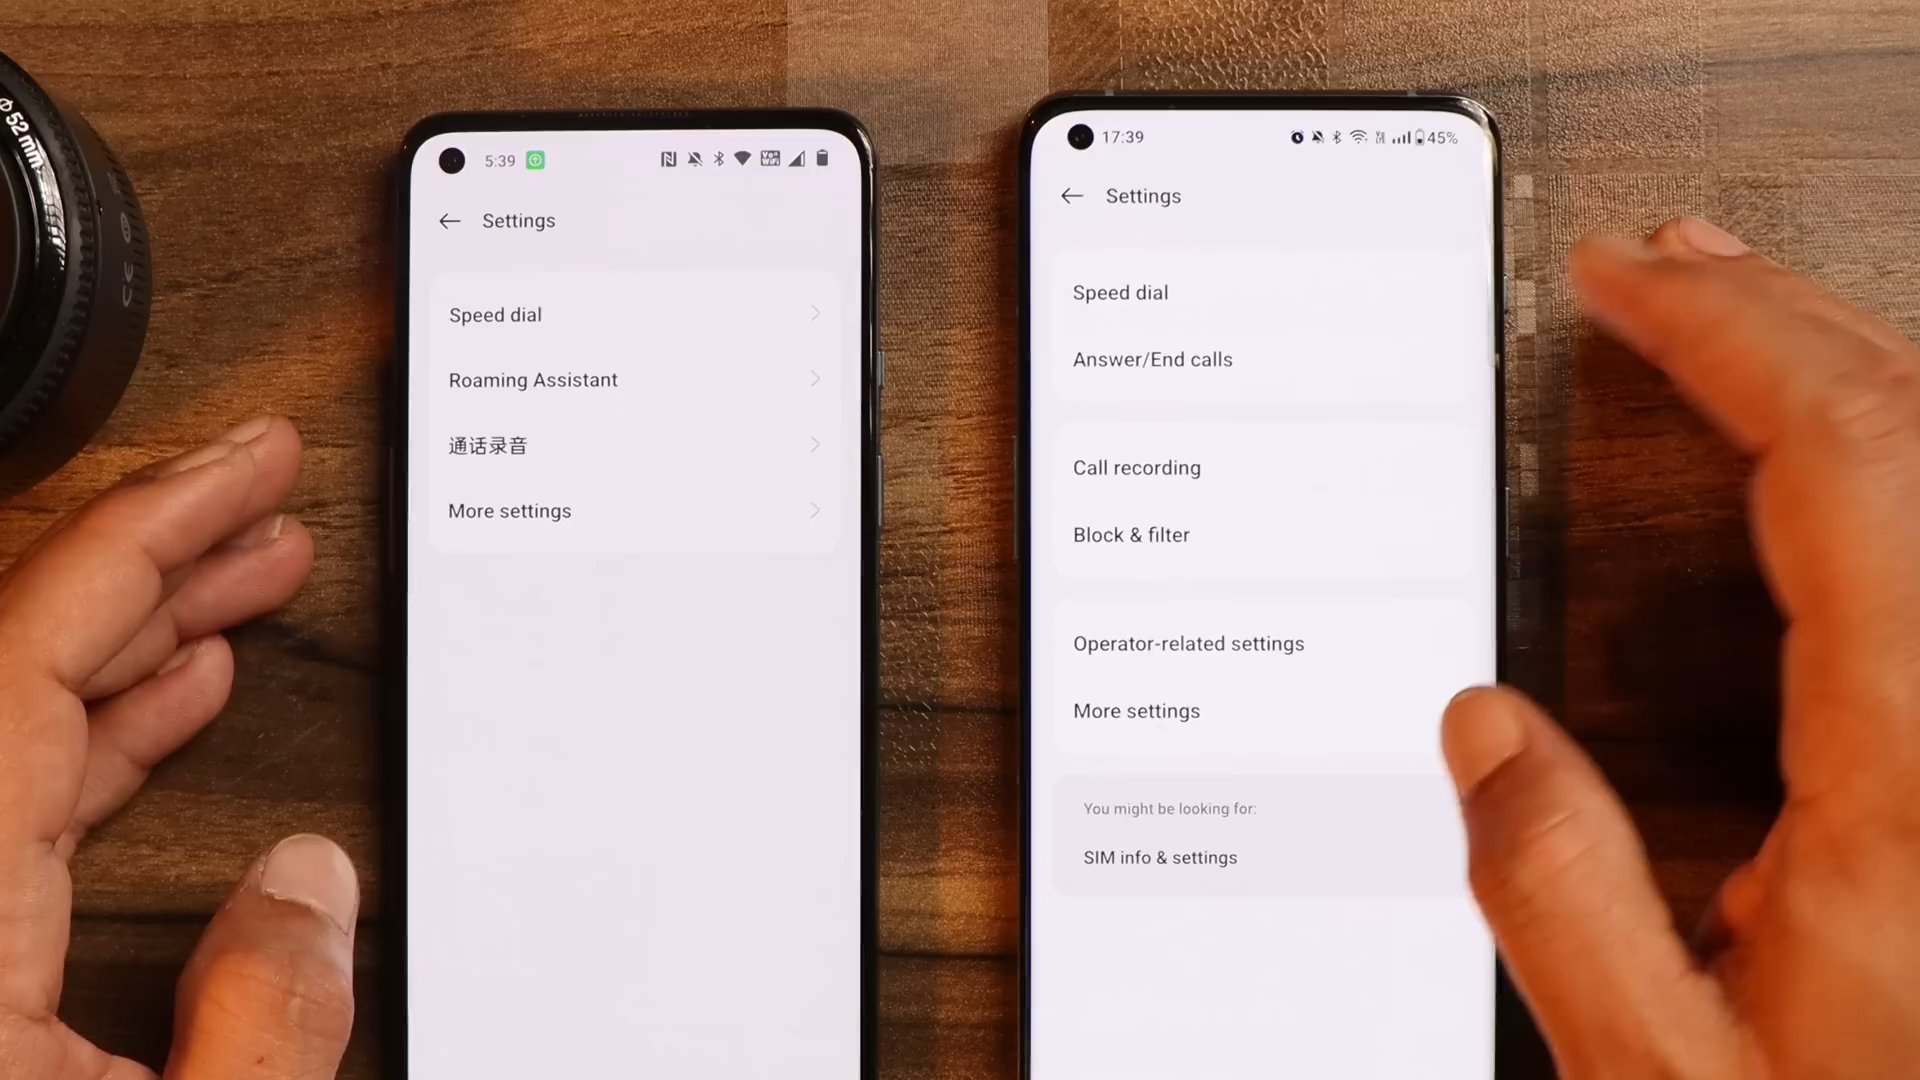 Φ52mm
CE
5:39
Settings
Speed dial
Roaming Assistant
通话录音
More settings
17:39
45%
Settings
Speed dial
Answer/End calls
Call recording
Block & filter
Operator-related settings
More settings
You might be looking for:
SIM info & settings